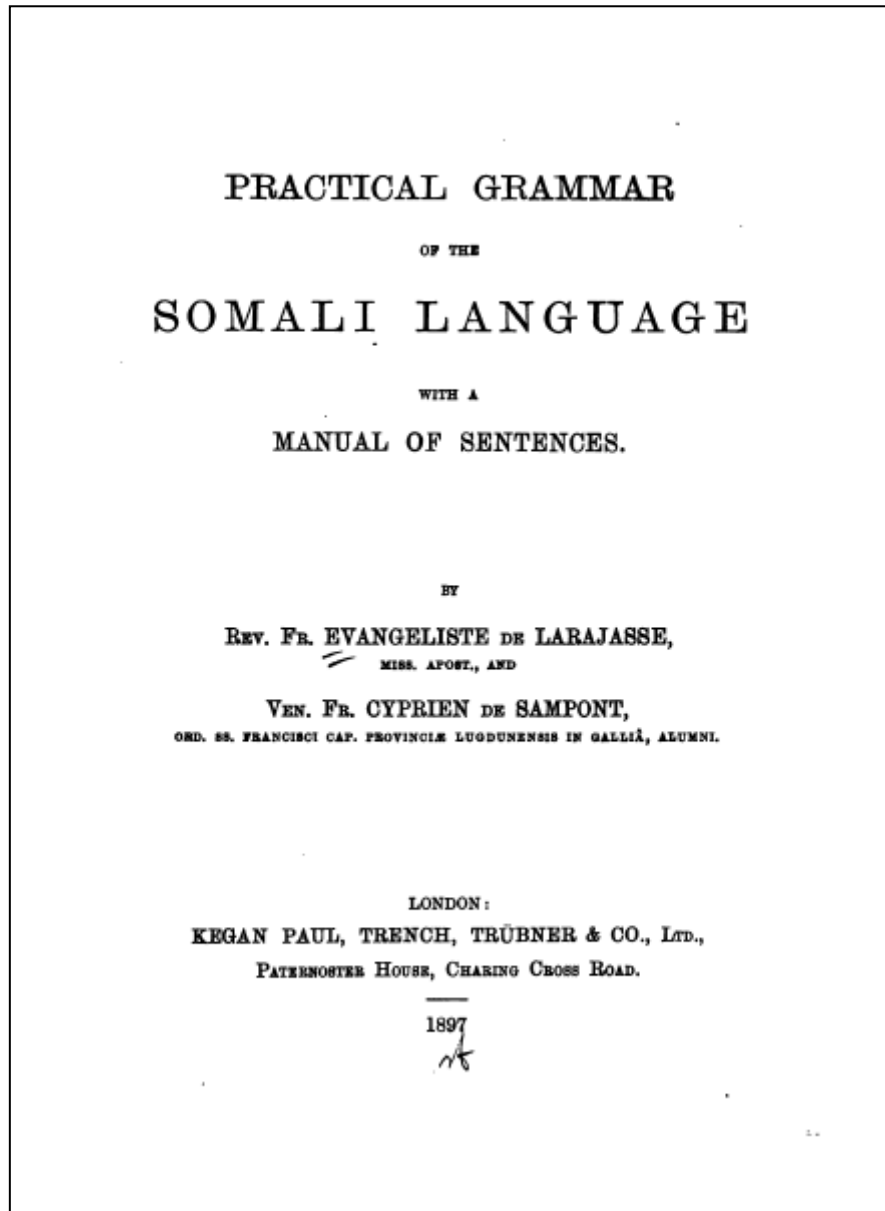 PRACTICAL GRAMMAR
OF THE
SOMALI LANGUAGE
WITH A
MANUAL OF SENTENCES.
BY
REV. FR. EVANGELISTE DE LARAJASSE,
MISS. APOST., AND
VEN. FR. CYPRIEN DE SAMPONT,
ORD. SS. FRANCISCI CAP. PROVINCIÆ LUGDUNENSIS IN GALLIÂ, ALUMNI.
LONDON:
KEGAN PAUL, TRENCH, TRÜBNER & CO., LTD.,
PATERNOSTER HOUSE, CHARING CROSS ROAD.
1897